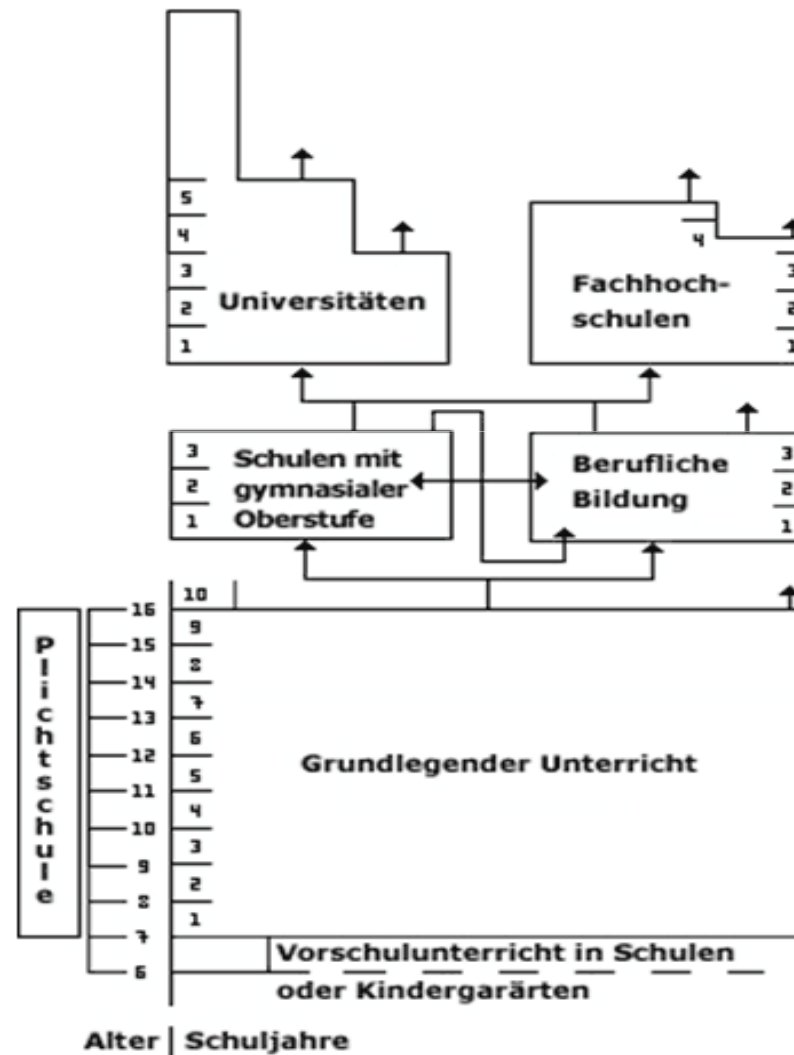 5
4
3
2
1
Universitäten
4
3
2
1
Fachhoch-
schulen
3
2
1
Schulen mit
gymnasialer
Oberstufe
Berufliche
Bildung
3
2
1
Plichtschule
16
15
14
13
12
11
10
9
8
7
6
10
9
8
7
6
5
4
3
2
1
Grundlegender Unterricht
Vorschulunterricht in Schulen
oder Kindergarärten
Alter | Schuljahre